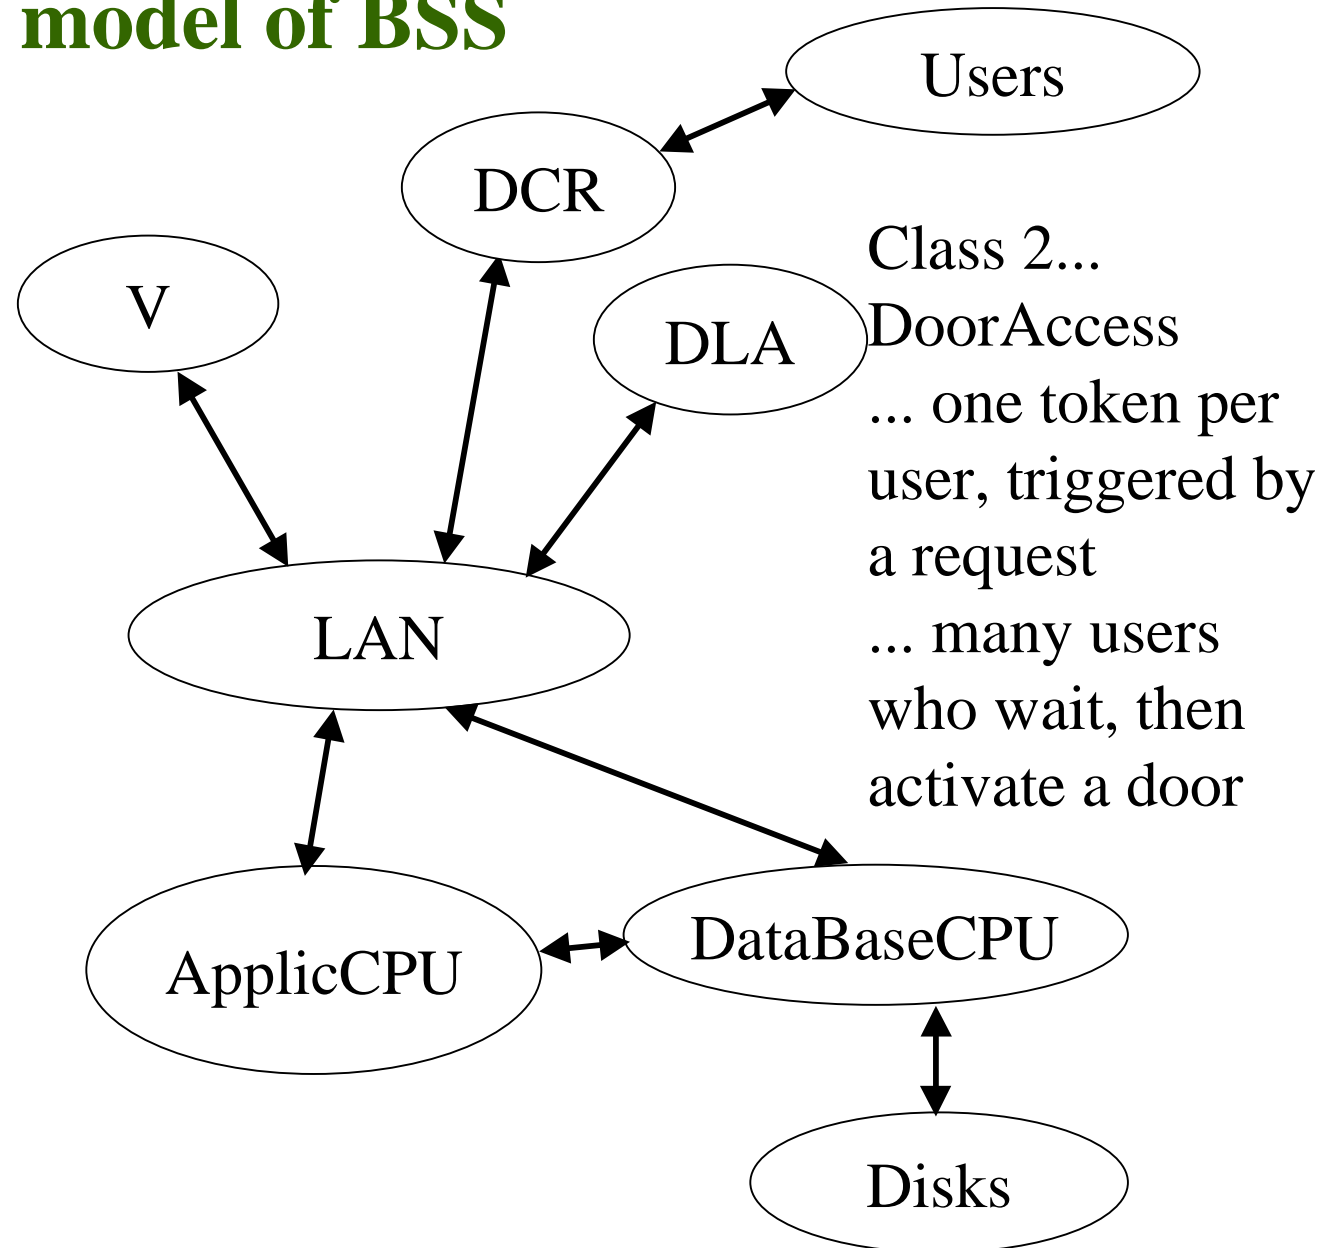 model of BSS
Users
DCR
V
DLA
Class 2...
DoorAccess
... one token per
user, triggered by
a request
... many users
who wait, then
activate a door
LAN
ApplicCPU
DataBaseCPU
Disks